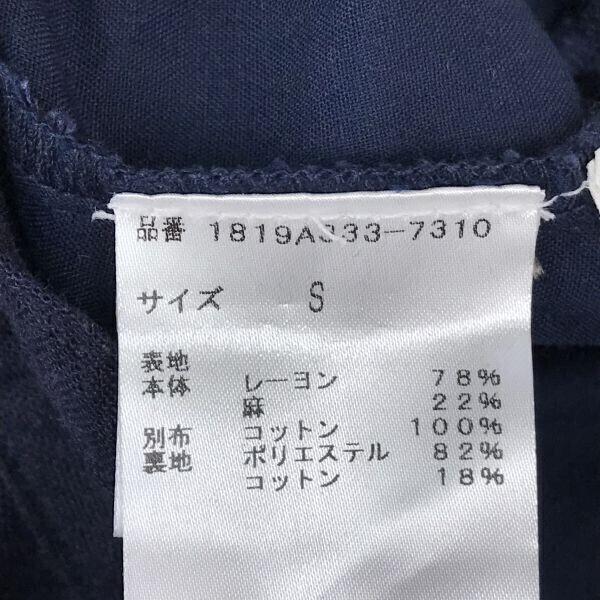 品番 1819A333-7310
サイズ S
表地
本体 レーヨン 78%
麻 22%
別布 コットン 100%
裏地 ポリエステル 82%
コットン 18%